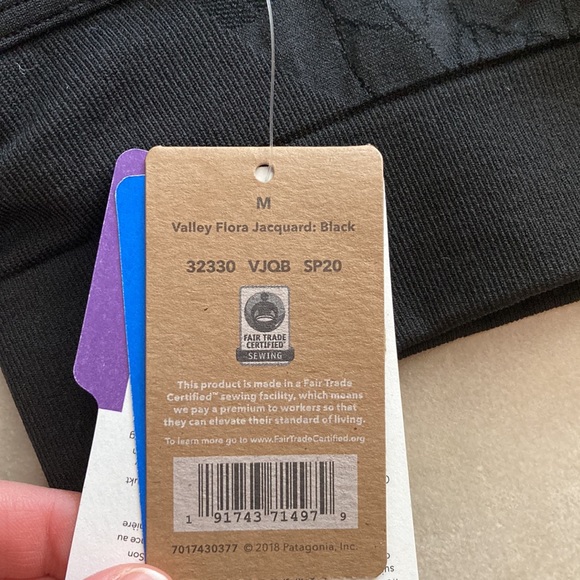 M
Valley Flora Jacquard: Black
32330 VJQB SP20
FAIR TRADE
CERTIFIED™
SEWING
This product is made in a Fair Trade
Certified™ sewing facility, which means
we pay a premium to workers so that
they can elevate their standard of living.
To learn more go to www.FairTradeCertified.org
1 91743 71497 9
7017430377 © 2018 Patagonia, Inc.